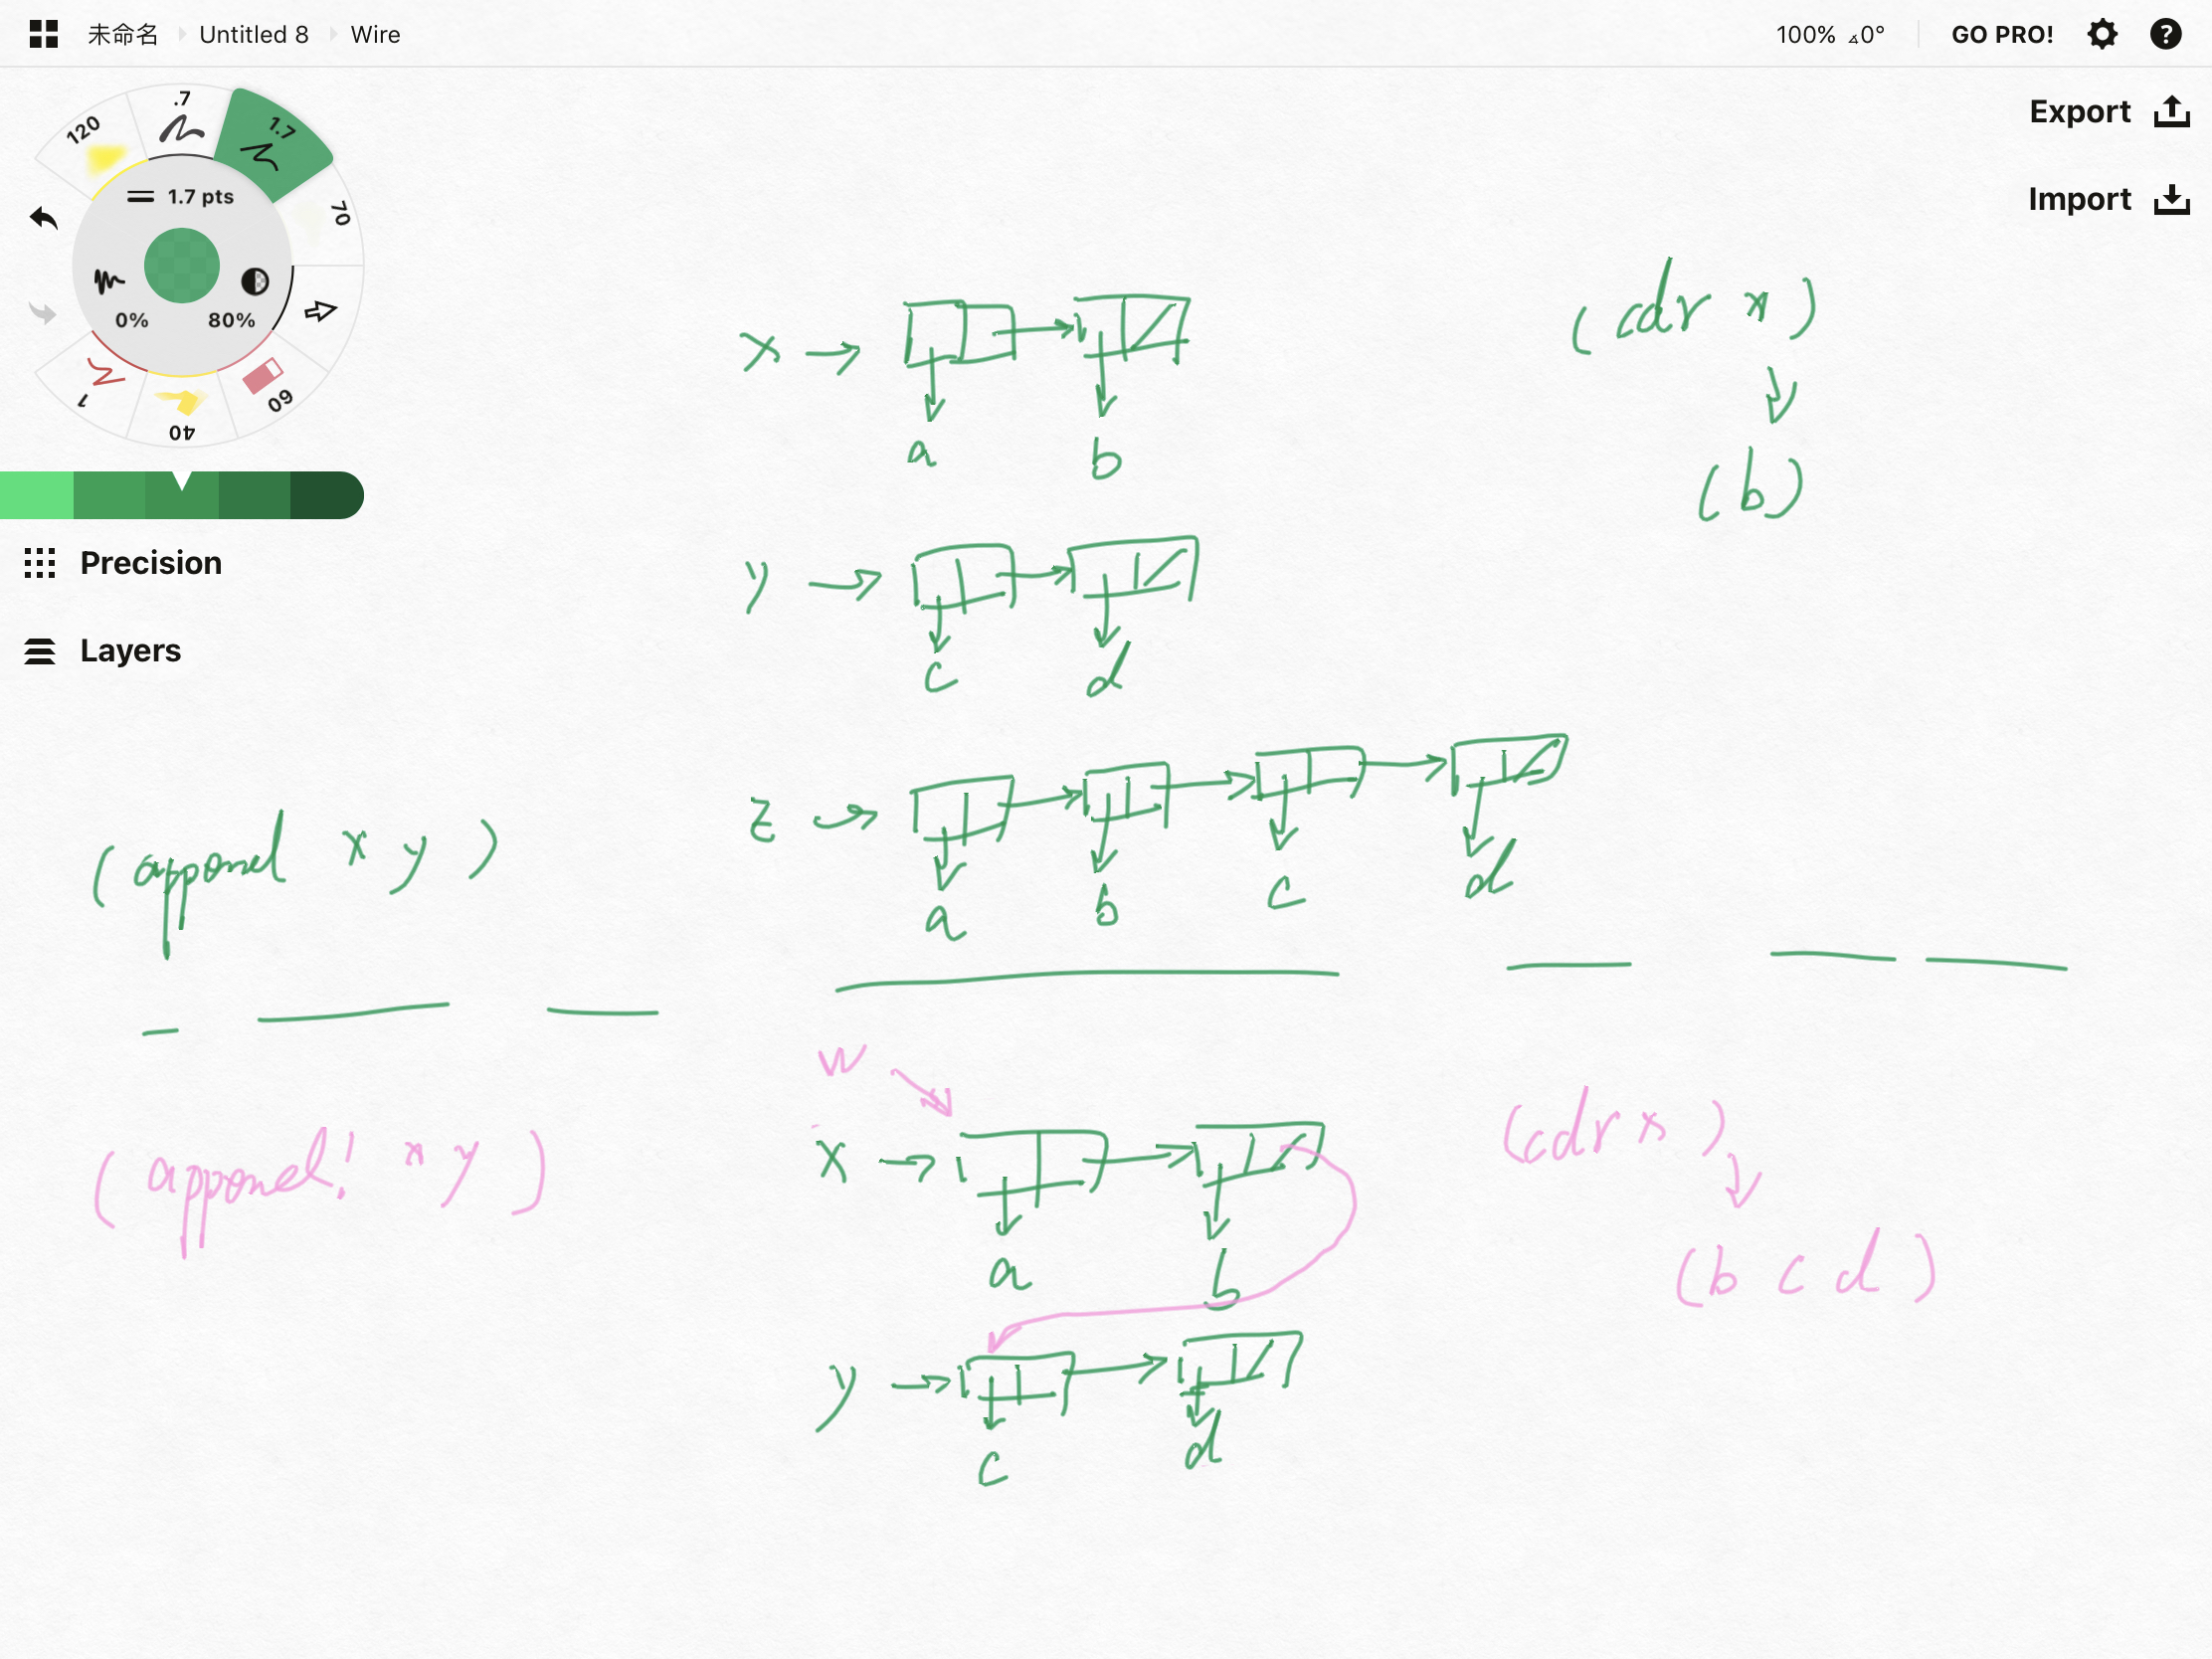 未命名 Untitled 8 Wire 100% ⦡0° GO PRO! ?
Export
Import
120 .7 1.7 70
1.7 pts
0% 80%
1 40 60
Precision
Layers
x a b
(cdr x)
(b)
y c d
z a b c d
(append x y)
w
(append! x y)
x a b
(cdr x)
(b c d)
y c d